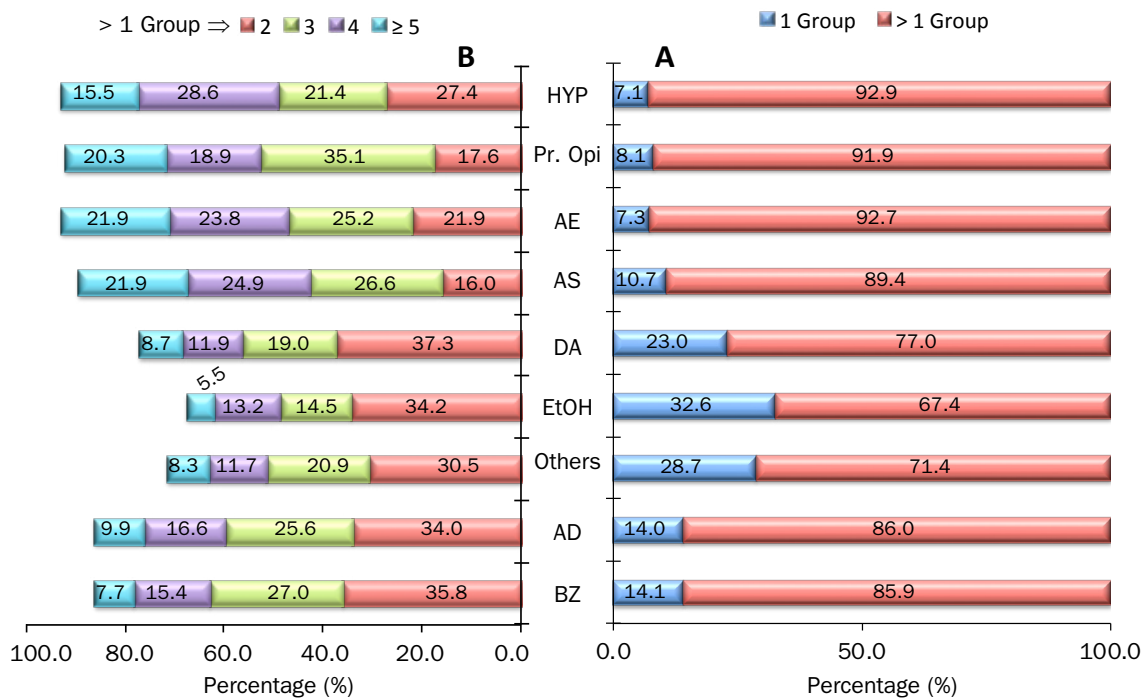 > 1 Group ⇒ 2 3 4 ≥ 5
1 Group > 1 Group
B A
15.5 28.6 21.4 27.4 HYP 7.1 92.9
20.3 18.9 35.1 17.6 Pr. Opi 8.1 91.9
21.9 23.8 25.2 21.9 AE 7.3 92.7
21.9 24.9 26.6 16.0 AS 10.7 89.4
8.7 11.9 19.0 37.3 DA 23.0 77.0
5.5 13.2 14.5 34.2 EtOH 32.6 67.4
8.3 11.7 20.9 30.5 Others 28.7 71.4
9.9 16.6 25.6 34.0 AD 14.0 86.0
7.7 15.4 27.0 35.8 BZ 14.1 85.9
100.0 80.0 60.0 40.0 20.0 0.0 0.0 50.0 100.0
Percentage (%) Percentage (%)